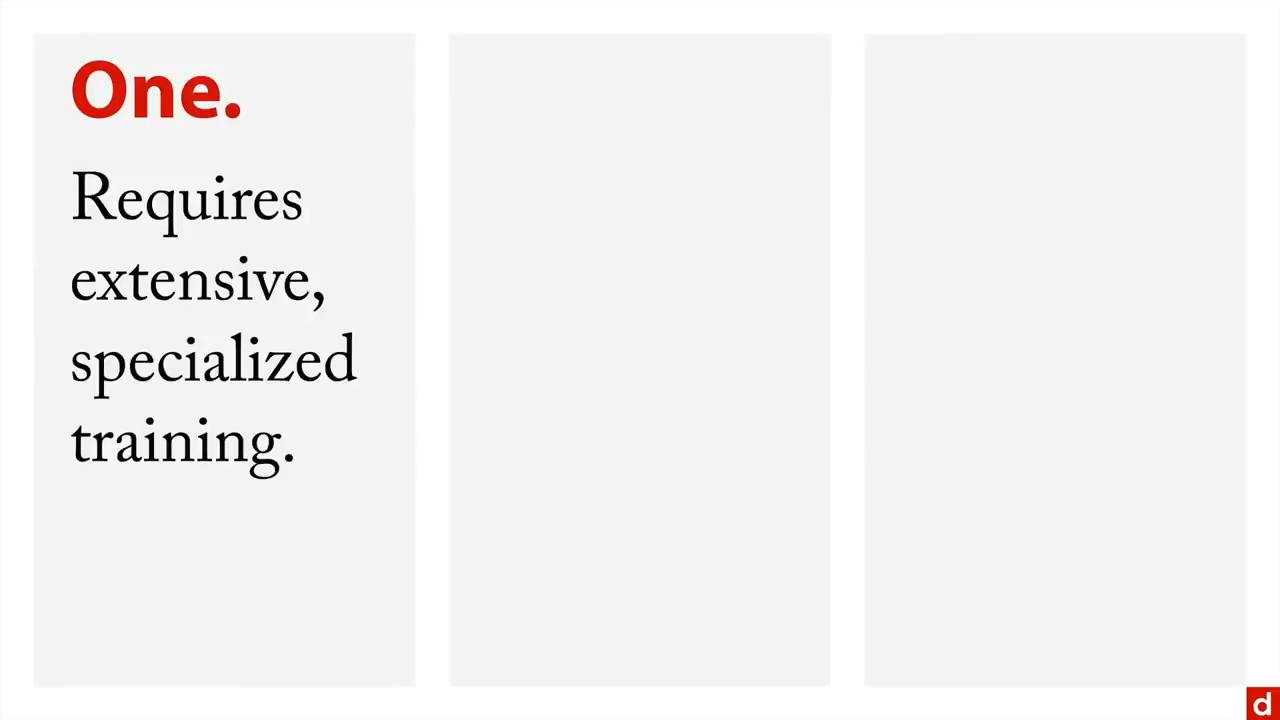 One.
Requires
extensive,
specialized
training.
d